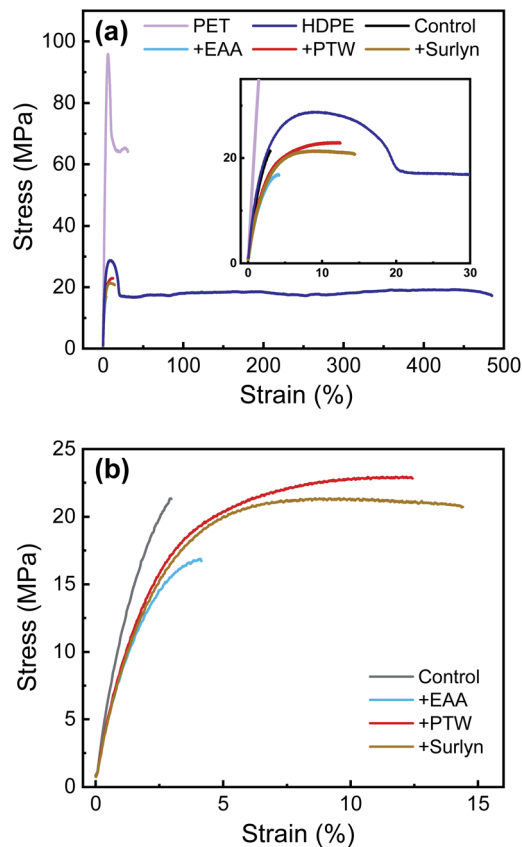 (a)
PET HDPE Control
+EAA +PTW +Surlyn
Stress (MPa)
100
80
60
40
20
0
20
0
0 10 20 30
0 100 200 300 400 500
Strain (%)
(b)
Stress (MPa)
25
20
15
10
5
0
Control
+EAA
+PTW
+Surlyn
0 5 10 15
Strain (%)